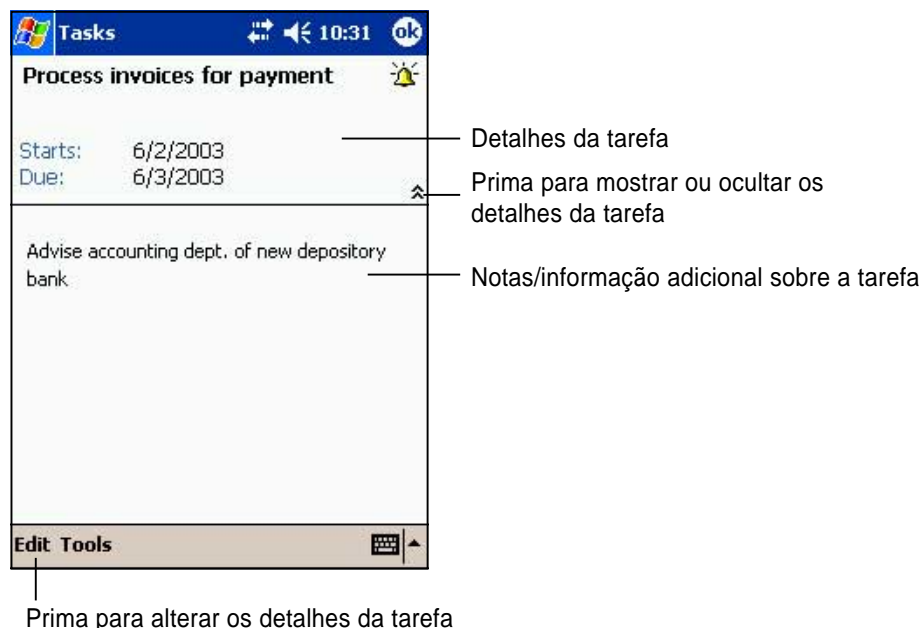 Tasks 10:31 ok
Process invoices for payment
Starts: 6/2/2003
Due: 6/3/2003
Advise accounting dept. of new depository
bank
Edit Tools
Detalhes da tarefa
Prima para mostrar ou ocultar os
detalhes da tarefa
Notas/informação adicional sobre a tarefa
Prima para alterar os detalhes da tarefa